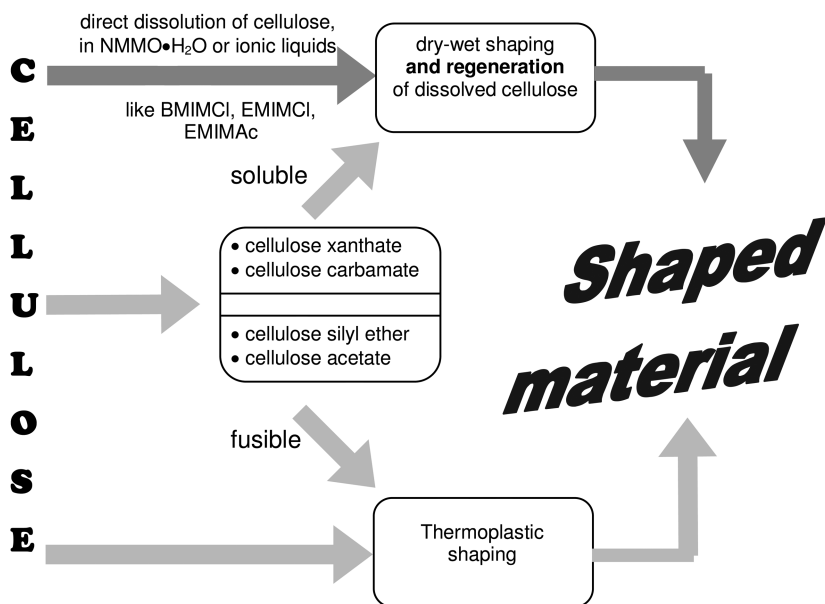 CELLULOSE
direct dissolution of cellulose,
in NMMO•H₂O or ionic liquids
like BMIMCl, EMIMCl,
EMIMAc
dry-wet shaping
and regeneration
of dissolved cellulose
soluble
• cellulose xanthate
• cellulose carbamate
• cellulose silyl ether
• cellulose acetate
fusible
Thermoplastic
shaping
Shaped
material